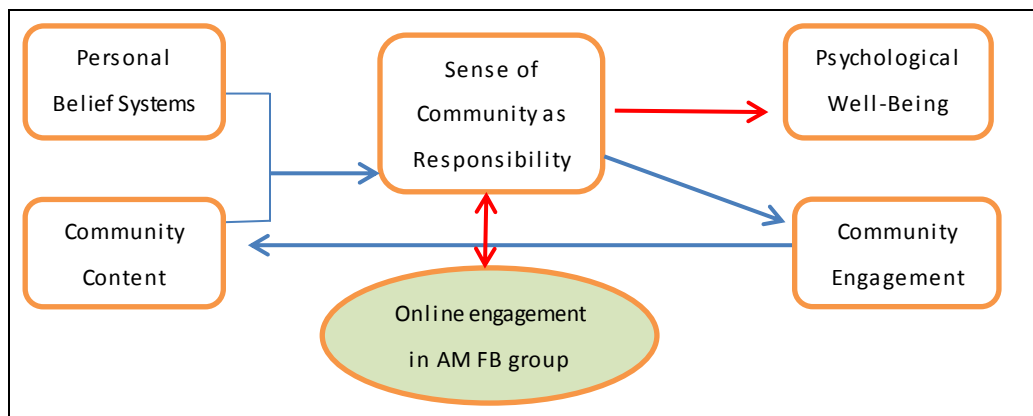 Personal
Belief Systems
Sense of
Community as
Responsibility
Psychological
Well-Being
Community
Content
Community
Engagement
Online engagement
in AM FB group